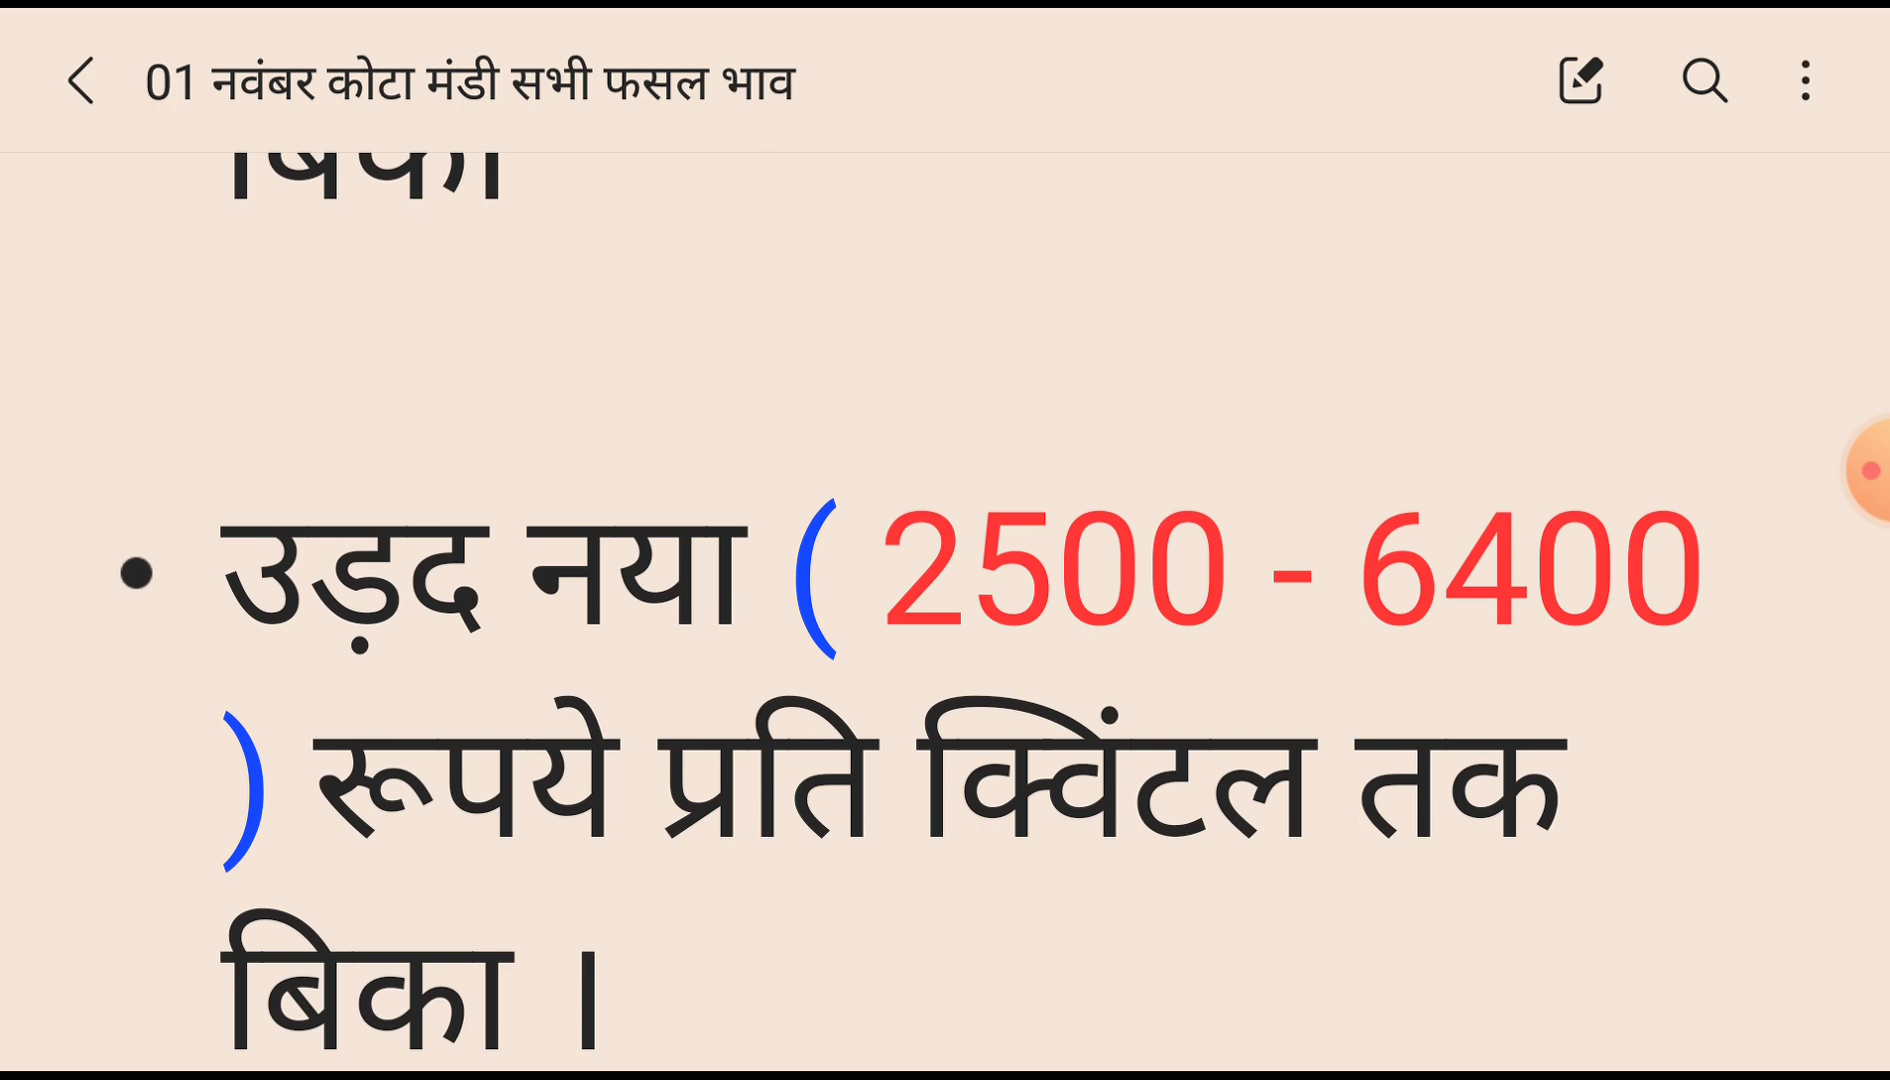 01 नवंबर कोटा मंडी सभी फसल भाव
बिका
• उड़द नया ( 2500 - 6400
) रूपये प्रति क्विंटल तक
बिका ।